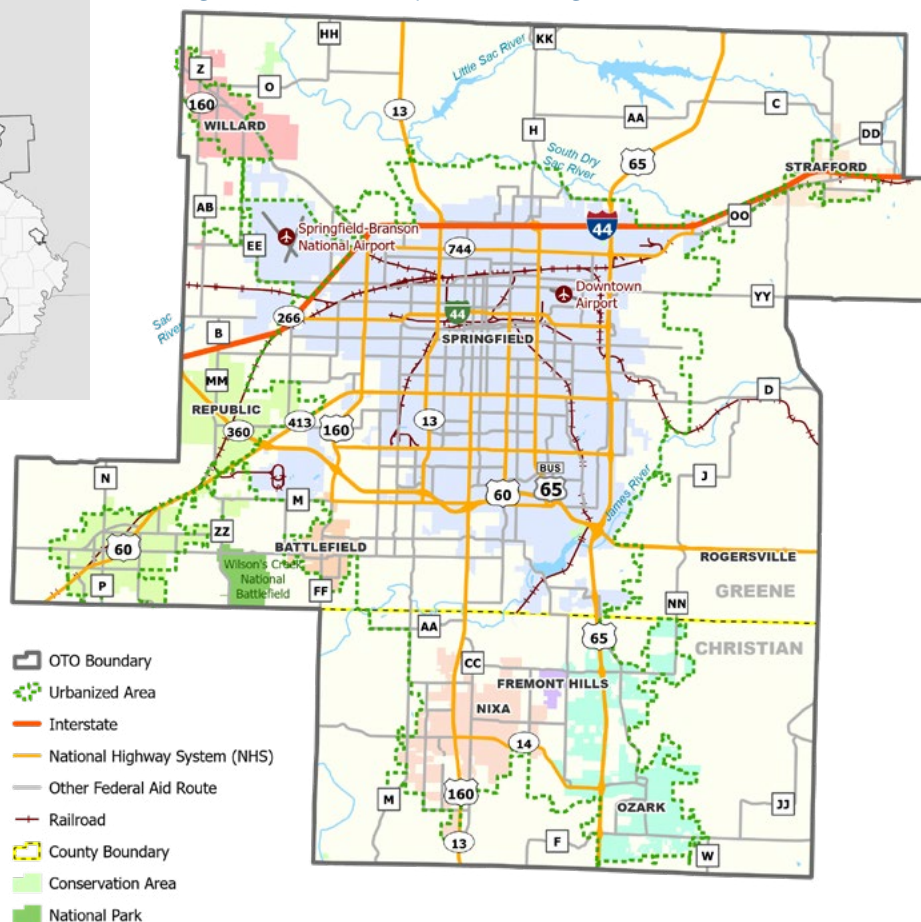 HH
KK
Little Sac River
Z
O
160
WILLARD
13
AA
C
H
DD
65
STRAFFORD
South Dry
Sac River
AB
OO
44
EE
Springfield-Branson
National Airport
744
Downtown
Airport
YY
266
44
Sac
River
B
SPRINGFIELD
MM
D
REPUBLIC
360
413
160
13
BUS
65
60
J
N
M
James River
ZZ
60
BATTLEFIELD
Wilson's Creek
National
Battlefield
ROGERSVILLE
P
FF
GREENE
NN
AA
65
CHRISTIAN
CC
FREMONT HILLS
NIXA
14
M
160
OZARK
JJ
13
F
W
OTO Boundary
Urbanized Area
Interstate
National Highway System (NHS)
Other Federal Aid Route
Railroad
County Boundary
Conservation Area
National Park